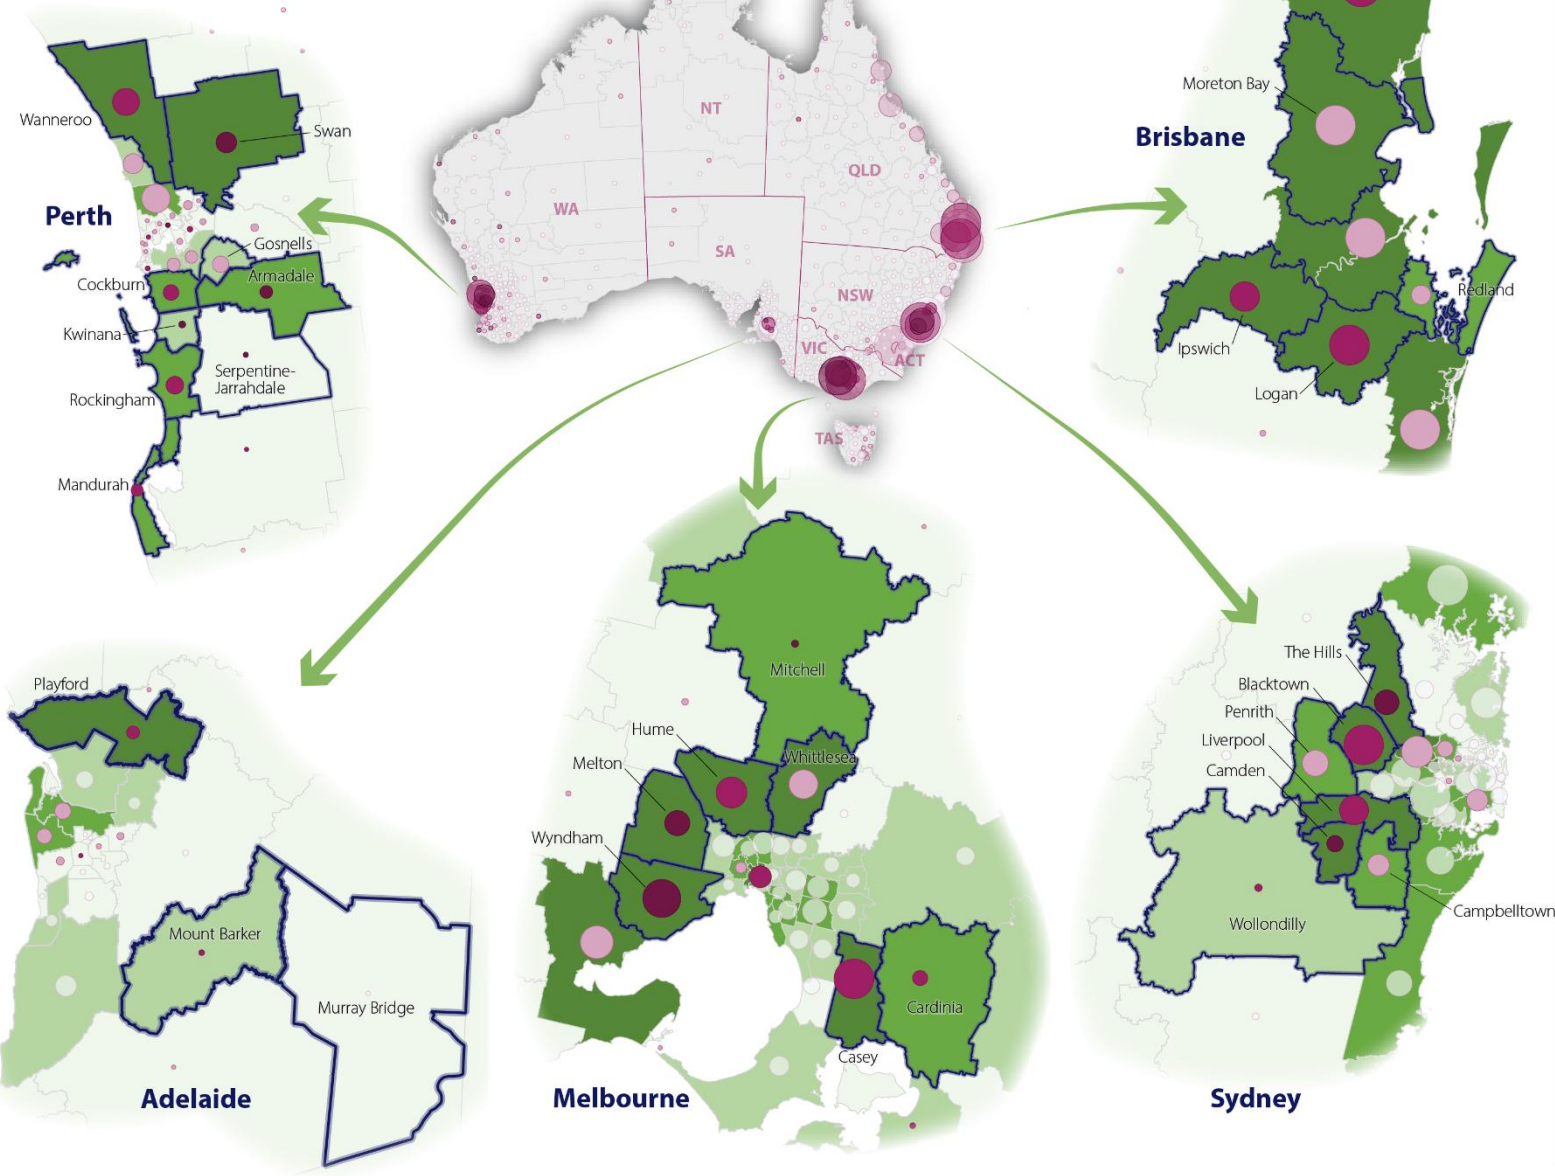 Wanneroo
Swan
Perth
Gosnells
Armadale
Cockburn
Kwinana
Serpentine-
Jarrahdale
Rockingham
Mandurah
NT
QLD
WA
SA
NSW
VIC
ACT
TAS
Moreton Bay
Brisbane
Redland
Ipswich
Logan
Playford
Mount Barker
Murray Bridge
Adelaide
Mitchell
Hume
Whittlesea
Melton
Wyndham
Cardinia
Casey
Melbourne
The Hills
Blacktown
Penrith
Liverpool
Camden
Campbelltown
Wollondilly
Sydney